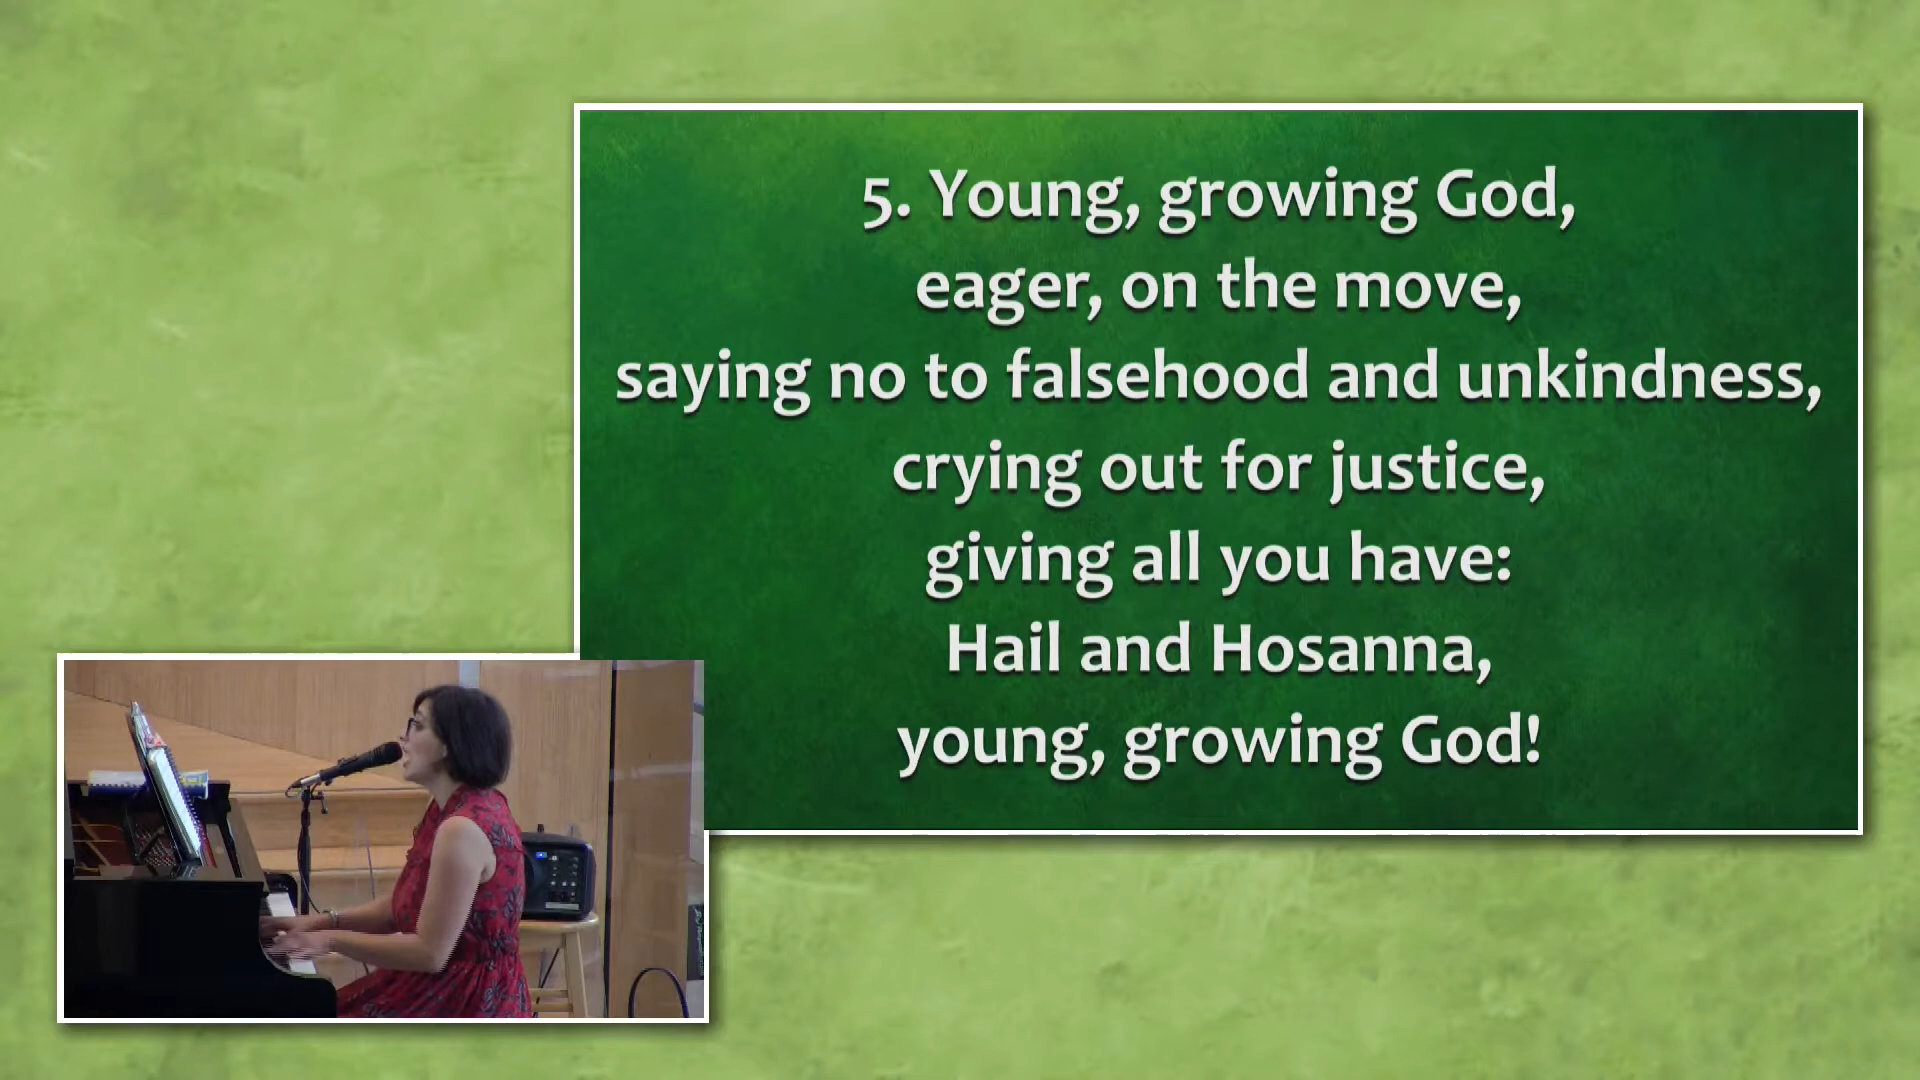 5. Young, growing God,
eager, on the move,
saying no to falsehood and unkindness,
crying out for justice,
giving all you have:
Hail and Hosanna,
young, growing God!